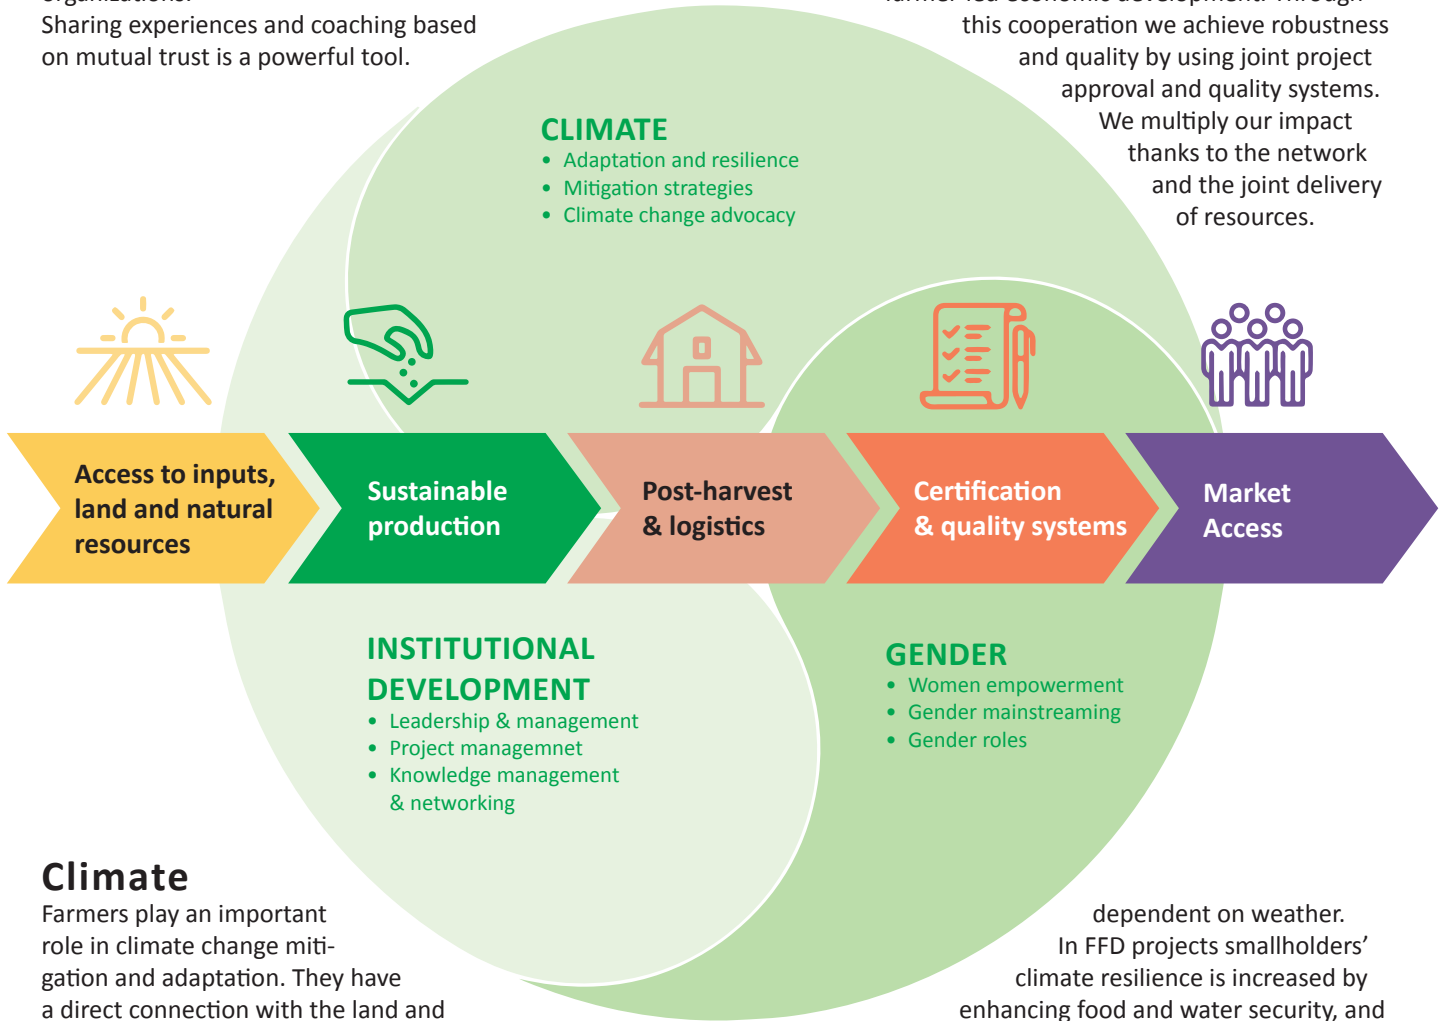 organizations.
Sharing experiences and coaching based
on mutual trust is a powerful tool.
farmer-led economic development. Through
this cooperation we achieve robustness
and quality by using joint project
approval and quality systems.
We multiply our impact
thanks to the network
and the joint delivery
of resources.
CLIMATE
• Adaptation and resilience
• Mitigation strategies
• Climate change advocacy
Access to inputs,
land and natural
resources
Sustainable
production
Post-harvest
& logistics
Certification
& quality systems
Market
Access
INSTITUTIONAL
DEVELOPMENT
• Leadership & management
• Project managemnet
• Knowledge management
& networking
GENDER
• Women empowerment
• Gender mainstreaming
• Gender roles
Climate
Farmers play an important
role in climate change miti-
gation and adaptation. They have
a direct connection with the land and
dependent on weather.
In FFD projects smallholders’
climate resilience is increased by
enhancing food and water security, and